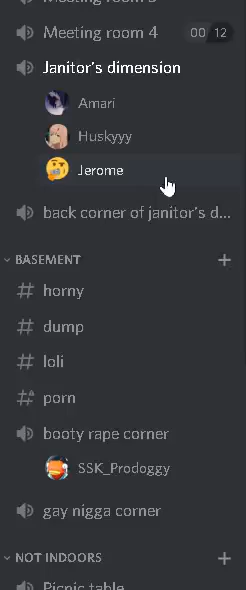 Meeting room 4
00 12
Janitor's dimension
Amari
Huskyyy
Jerome
back corner of janitor's d...
BASEMENT
horny
dump
loli
porn
booty rape corner
SSK_Prodoggy
gay nigga corner
NOT INDOORS
Picnic table